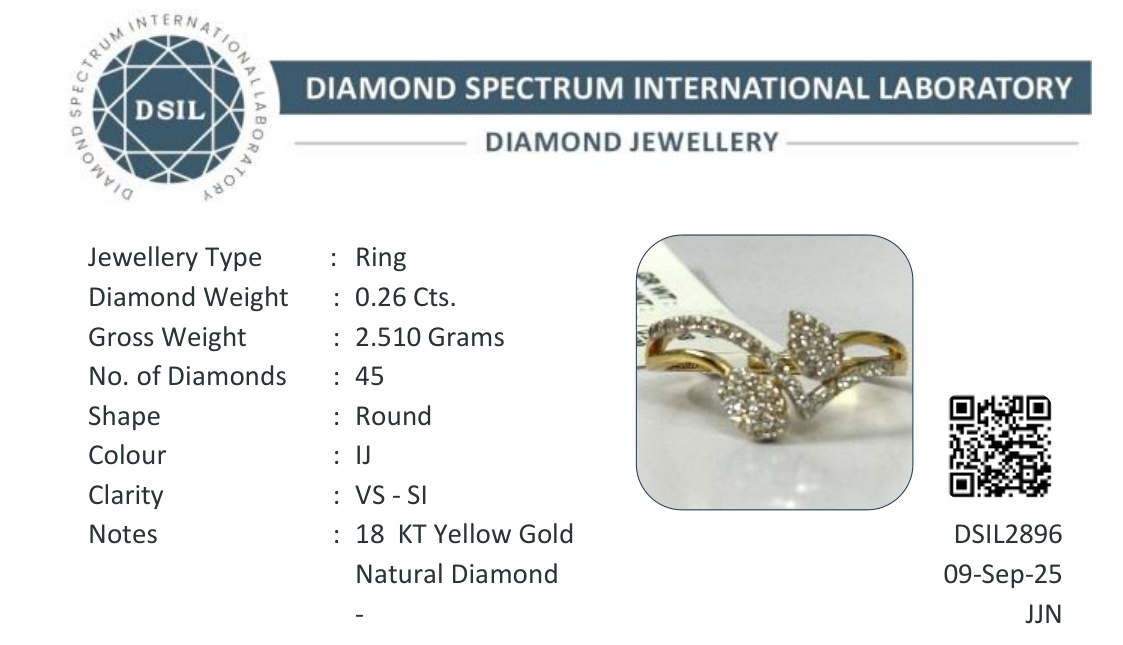 DIAMOND SPECTRUM INTERNATIONAL LABORATORY
DSIL
DIAMOND SPECTRUM INTERNATIONAL LABORATORY
DIAMOND JEWELLERY
Jewellery Type : Ring
Diamond Weight : 0.26 Cts.
Gross Weight : 2.510 Grams
No. of Diamonds : 45
Shape : Round
Colour : IJ
Clarity : VS - SI
Notes : 18 KT Yellow Gold
Natural Diamond
-
DSIL2896
09-Sep-25
JJN